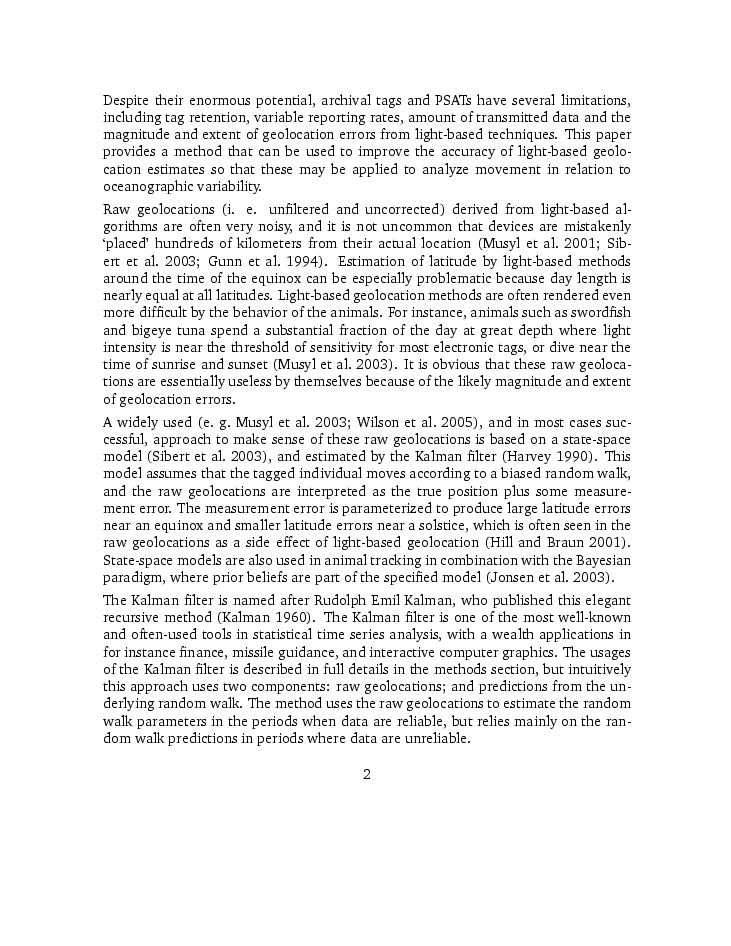 Despite their enormous potential, archival tags and PSATs have several limitations,
including tag retention, variable reporting rates, amount of transmitted data and the
magnitude and extent of geolocation errors from light-based techniques. This paper
provides a method that can be used to improve the accuracy of light-based geolo-
cation estimates so that these may be applied to analyze movement in relation to
oceanographic variability.
Raw geolocations (i. e. unfiltered and uncorrected) derived from light-based al-
gorithms are often very noisy, and it is not uncommon that devices are mistakenly
‘placed’ hundreds of kilometers from their actual location (Musyl et al. 2001; Sib-
ert et al. 2003; Gunn et al. 1994). Estimation of latitude by light-based methods
around the time of the equinox can be especially problematic because day length is
nearly equal at all latitudes. Light-based geolocation methods are often rendered even
more difficult by the behavior of the animals. For instance, animals such as swordfish
and bigeye tuna spend a substantial fraction of the day at great depth where light
intensity is near the threshold of sensitivity for most electronic tags, or dive near the
time of sunrise and sunset (Musyl et al. 2003). It is obvious that these raw geoloca-
tions are essentially useless by themselves because of the likely magnitude and extent
of geolocation errors.
A widely used (e. g. Musyl et al. 2003; Wilson et al. 2005), and in most cases suc-
cessful, approach to make sense of these raw geolocations is based on a state-space
model (Sibert et al. 2003), and estimated by the Kalman filter (Harvey 1990). This
model assumes that the tagged individual moves according to a biased random walk,
and the raw geolocations are interpreted as the true position plus some measure-
ment error. The measurement error is parameterized to produce large latitude errors
near an equinox and smaller latitude errors near a solstice, which is often seen in the
raw geolocations as a side effect of light-based geolocation (Hill and Braun 2001).
State-space models are also used in animal tracking in combination with the Bayesian
paradigm, where prior beliefs are part of the specified model (Jonsen et al. 2003).
The Kalman filter is named after Rudolph Emil Kalman, who published this elegant
recursive method (Kalman 1960). The Kalman filter is one of the most well-known
and often-used tools in statistical time series analysis, with a wealth applications in
for instance finance, missile guidance, and interactive computer graphics. The usages
of the Kalman filter is described in full details in the methods section, but intuitively
this approach uses two components: raw geolocations; and predictions from the un-
derlying random walk. The method uses the raw geolocations to estimate the random
walk parameters in the periods when data are reliable, but relies mainly on the ran-
dom walk predictions in periods where data are unreliable.
2